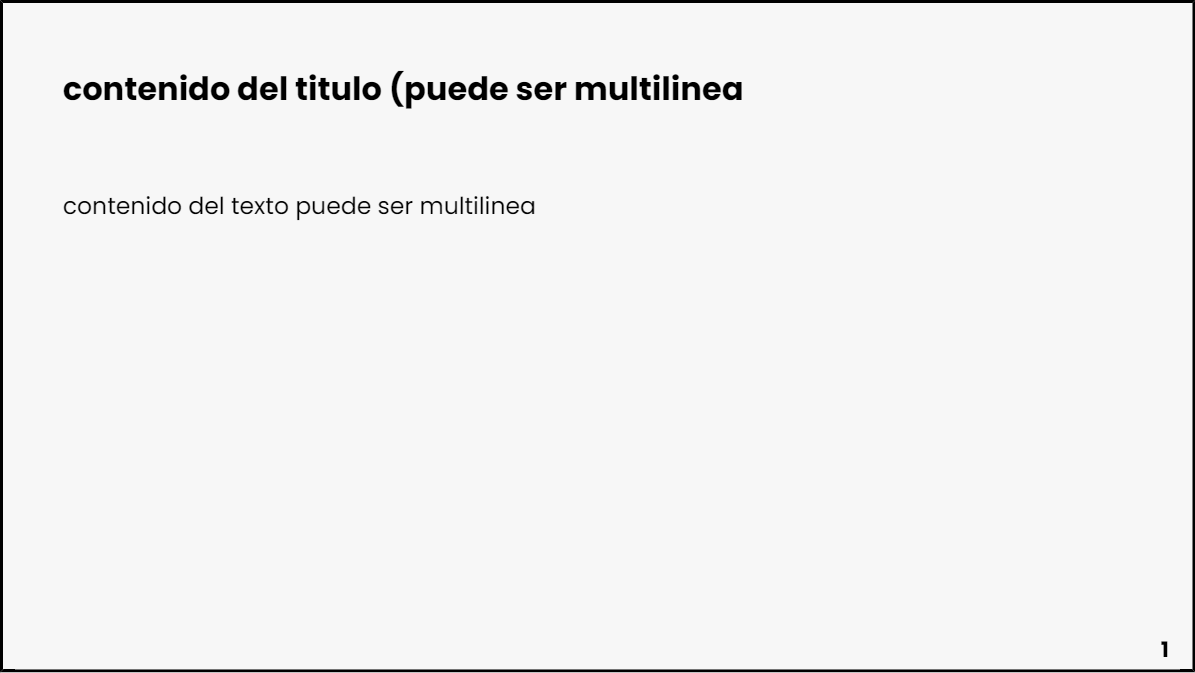 contenido del titulo (puede ser multilinea
contenido del texto puede ser multilinea
1